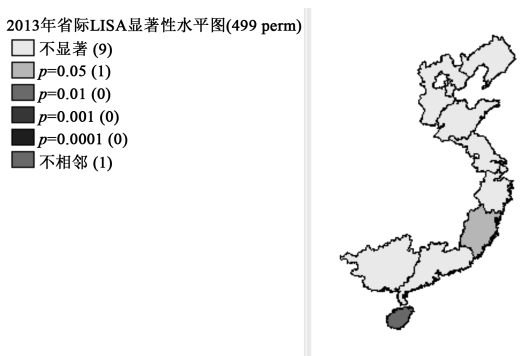 2013年省际LISA显著性水平图(499 perm)
不显著 (9)
p=0.05 (1)
p=0.01 (0)
p=0.001 (0)
p=0.0001 (0)
不相邻 (1)